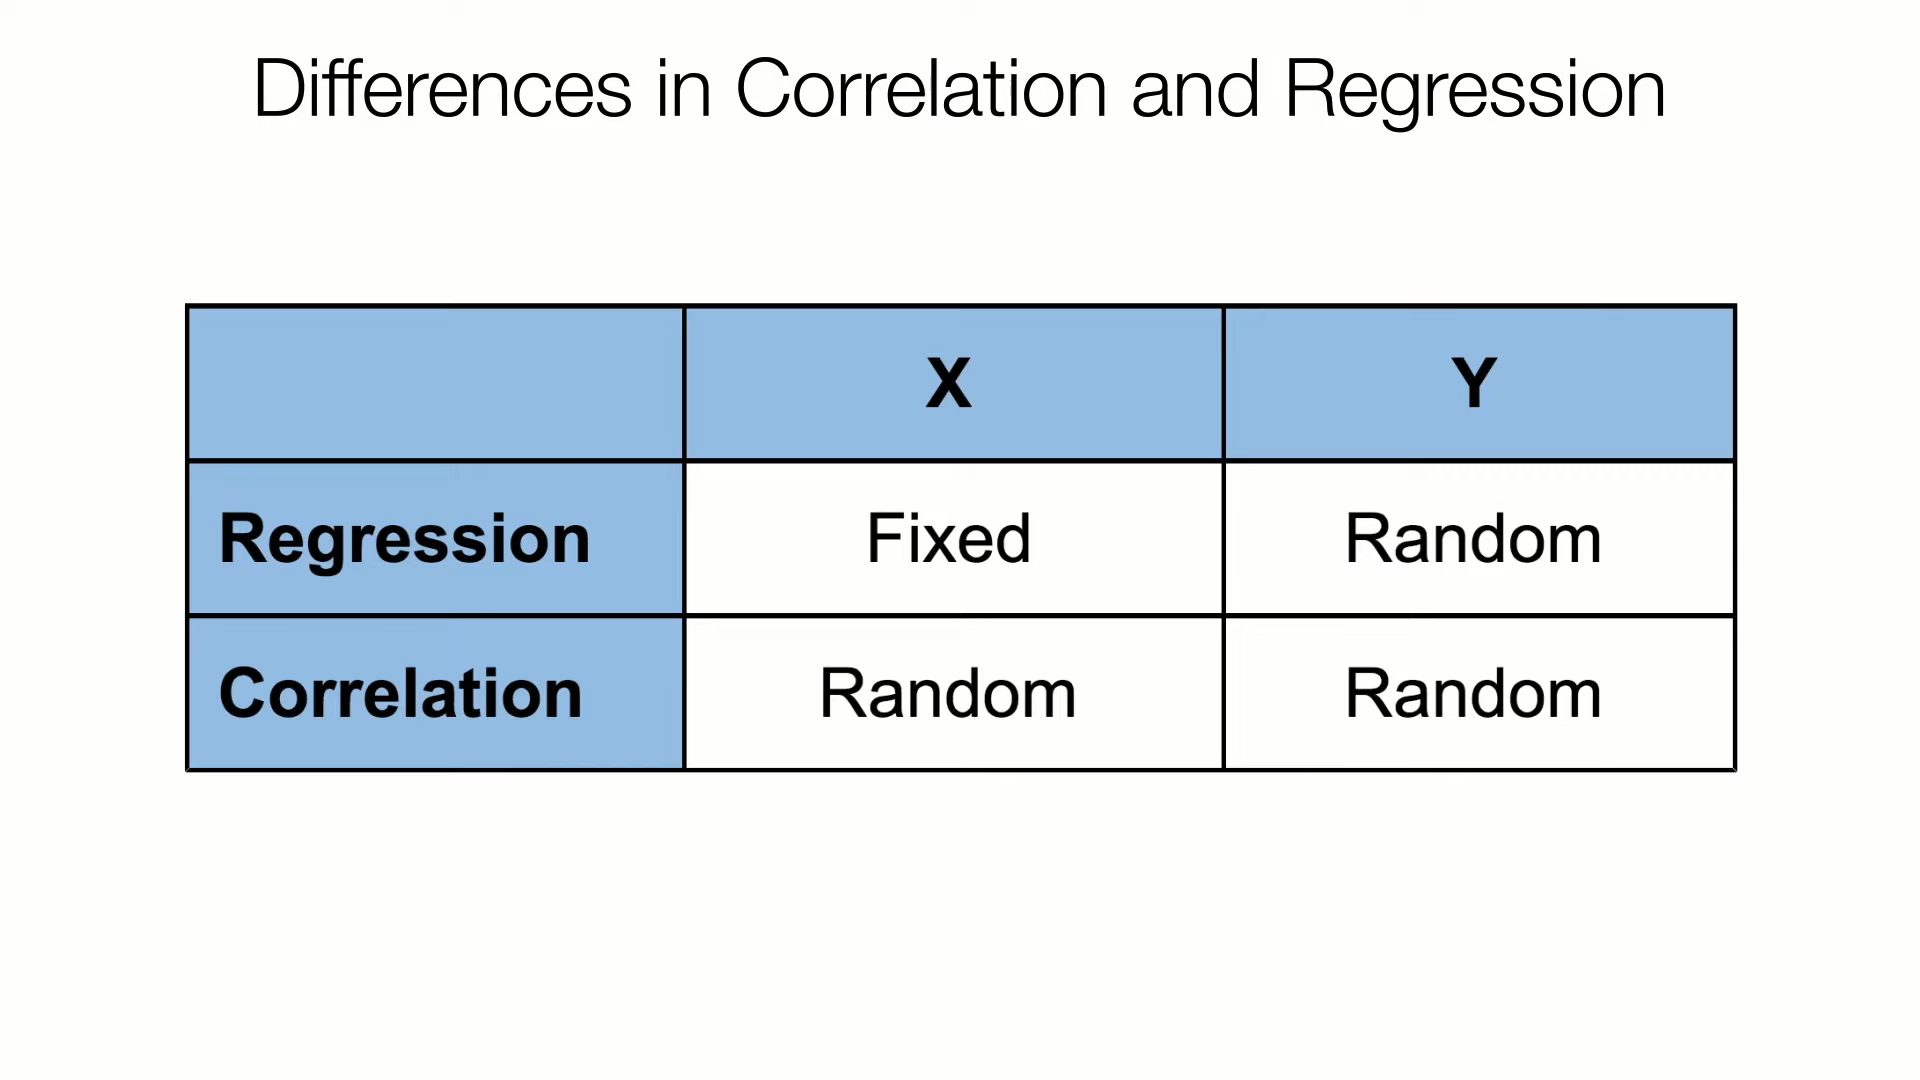 Differences in Correlation and Regression
X Y
Regression Fixed Random
Correlation Random Random